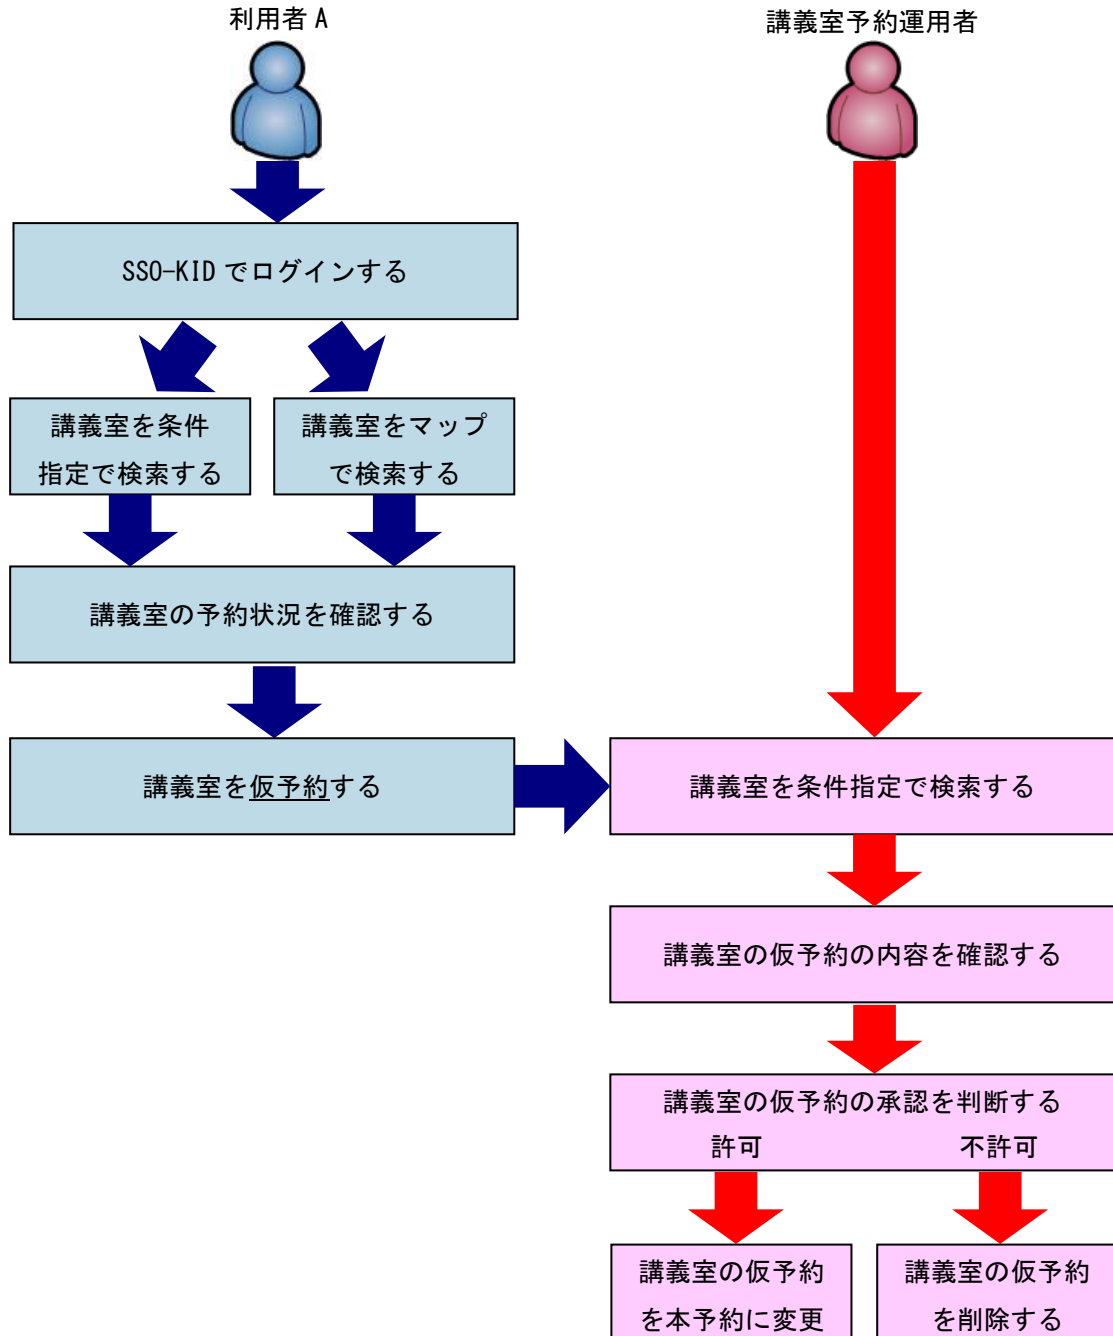 利用者 A
講義室予約運用者
SSO-KID でログインする
講義室を条件
指定で検索する
講義室をマップ
で検索する
講義室の予約状況を確認する
講義室を仮予約する
講義室を条件指定で検索する
講義室の仮予約の内容を確認する
講義室の仮予約の承認を判断する
許可
不許可
講義室の仮予約
を本予約に変更
講義室の仮予約
を削除する